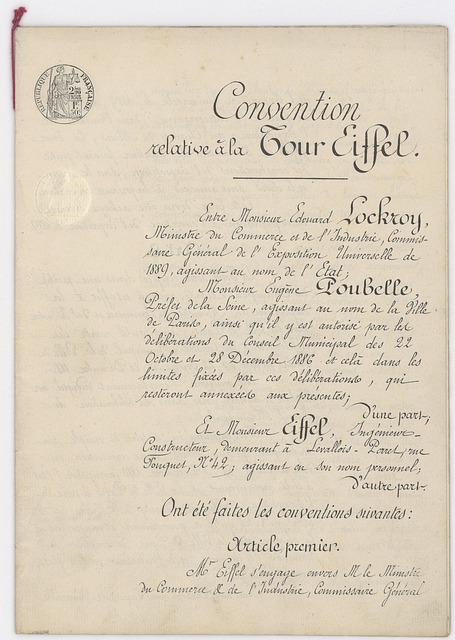 RÉPUBLIQUE FRANÇAISE
Convention
relative à la Tour Eiffel.
Entre Monsieur Edouard Lockroy,
Ministre du Commerce et de l'Industrie, Commis-
saire Général de l'Exposition Universelle de
1889, agissant au nom de l'Etat;
Monsieur Eugène Poubelle,
Préfet de la Seine, agissant au nom de la Ville
de Paris, ainsi qu'il y est autorisé par les
délibérations du Conseil Municipal des 22
Octobre et 28 Décembre 1886 et celà dans les
limites fixées par ces délibérations, qui
resteront annexées aux présentes;
D'une part;
Et Monsieur Eiffel, Ingénieur-
Constructeur, demeurant à Levallois-Perret, rue
Fouquet, N° 42; agissant en son nom personnel;
D'autre part.
Ont été faites les conventions suivantes:
Article premier.
Mr Eiffel s'engage envers M le Ministre
du Commerce & de l'Industrie, Commissaire Général